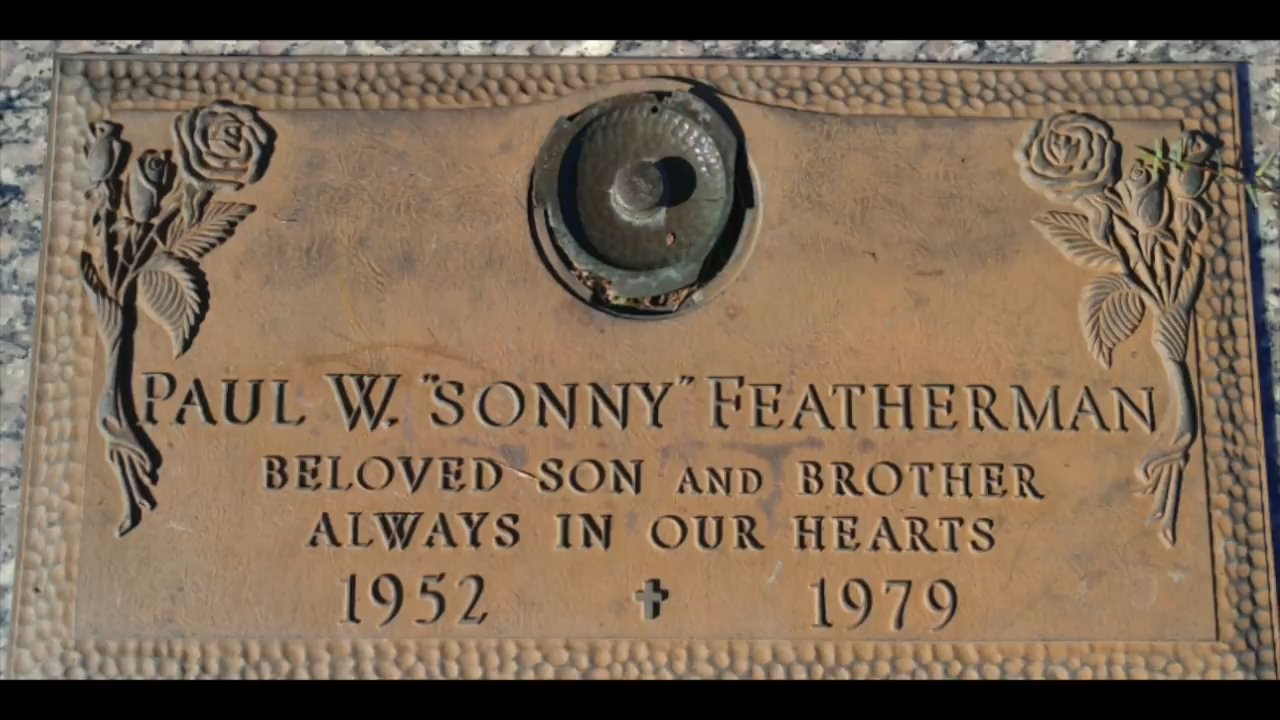 PAUL W. "SONNY" FEATHERMAN
BELOVED SON AND BROTHER
ALWAYS IN OUR HEARTS
1952 ✝ 1979